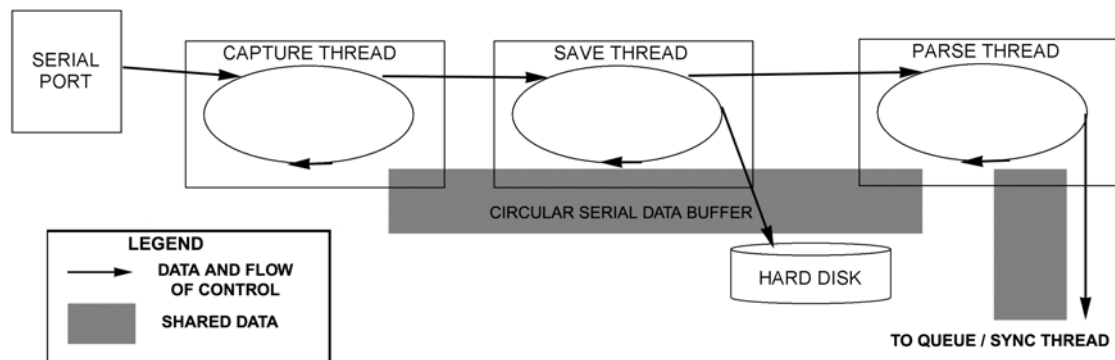 SERIAL
PORT
CAPTURE THREAD
SAVE THREAD
PARSE THREAD
CIRCULAR SERIAL DATA BUFFER
HARD DISK
LEGEND
DATA AND FLOW
OF CONTROL
SHARED DATA
TO QUEUE / SYNC THREAD